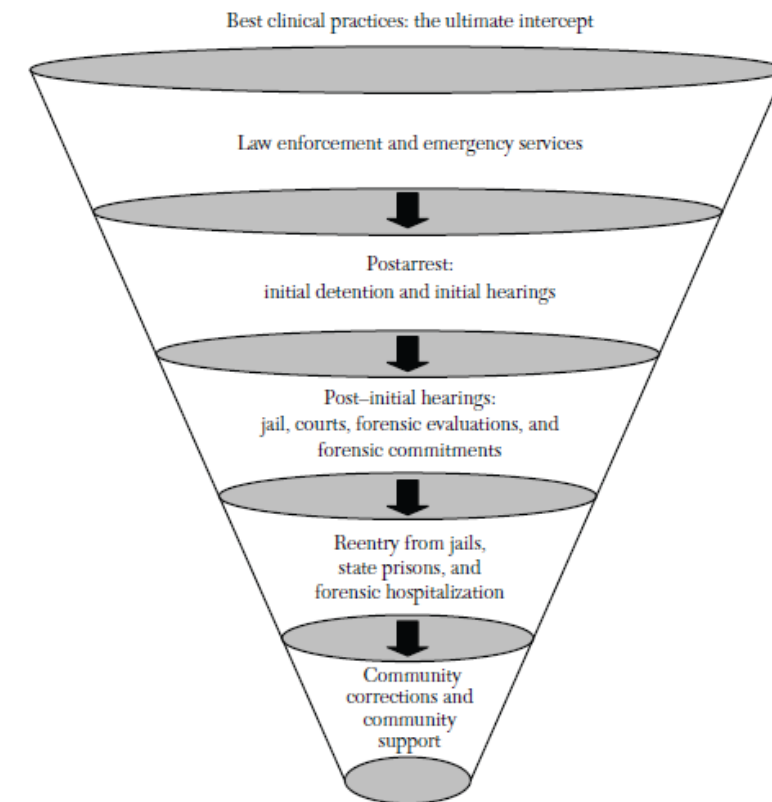 Best clinical practices: the ultimate intercept
Law enforcement and emergency services
Postarrest:
initial detention and initial hearings
Post–initial hearings:
jail, courts, forensic evaluations, and
forensic commitments
Reentry from jails,
state prisons, and
forensic hospitalization
Community
corrections and
community
support